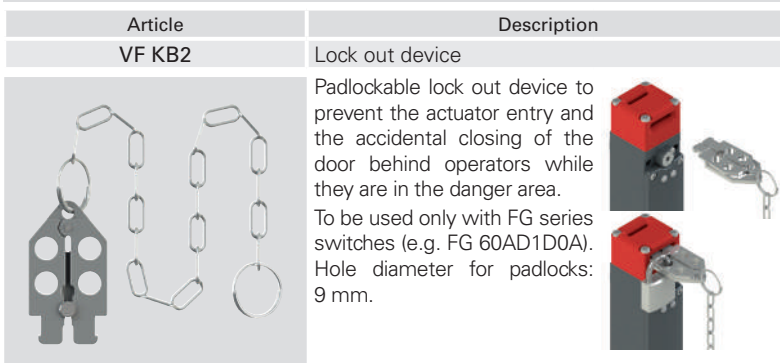 Article
Description
VF KB2
Lock out device
Padlockable lock out device to
prevent the actuator entry and
the accidental closing of the
door behind operators while
they are in the danger area.
To be used only with FG series
switches (e.g. FG 60AD1D0A).
Hole diameter for padlocks:
9 mm.